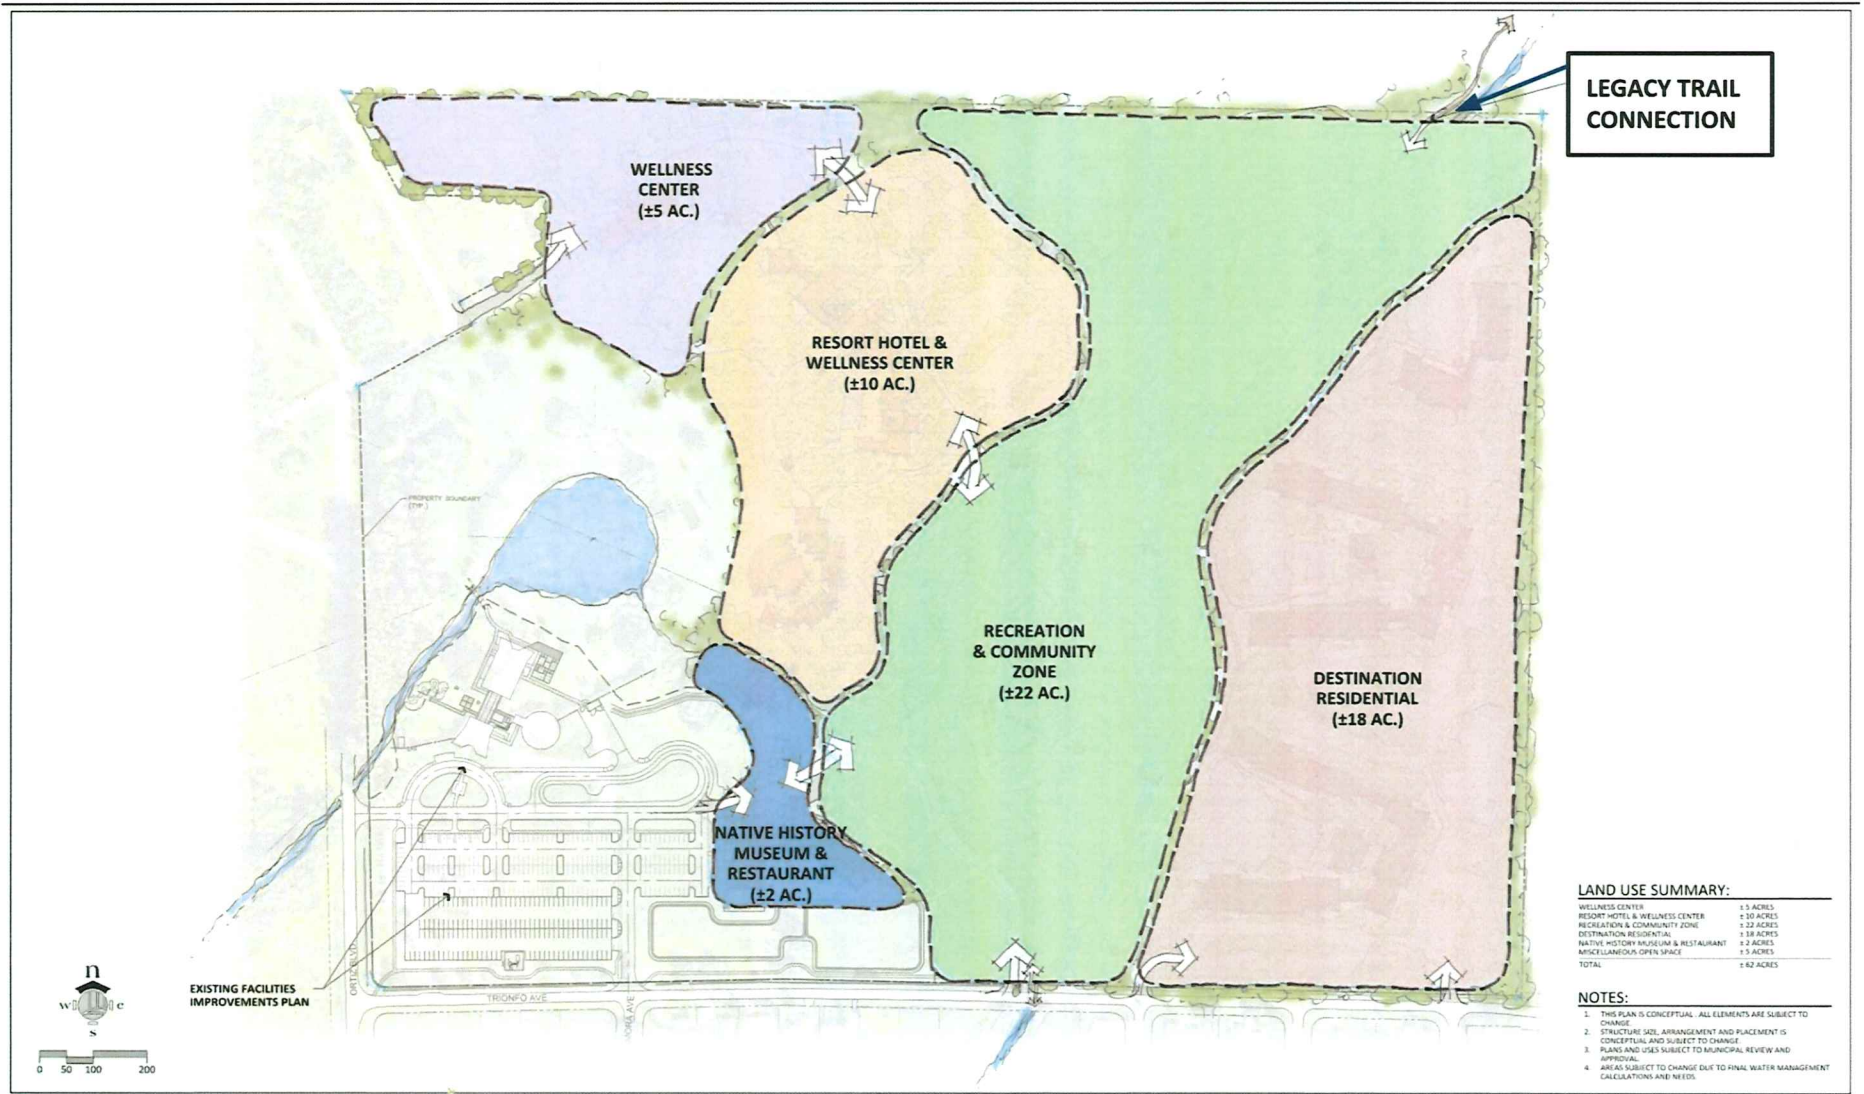 LEGACY TRAIL
CONNECTION
WELLNESS
CENTER
(±5 AC.)
RESORT HOTEL &
WELLNESS CENTER
(±10 AC.)
PROPERTY BOUNDARY
(TYP.)
RECREATION
& COMMUNITY
ZONE
(±22 AC.)
DESTINATION
RESIDENTIAL
(±18 AC.)
NATIVE HISTORY
MUSEUM &
RESTAURANT
(±2 AC.)
EXISTING FACILITIES
IMPROVEMENTS PLAN
TRIONFO AVE
n
w
e
s
0 50 100 200
LAND USE SUMMARY:
WELLNESS CENTER ± 5 ACRES
RESORT HOTEL & WELLNESS CENTER ± 10 ACRES
RECREATION & COMMUNITY ZONE ± 22 ACRES
DESTINATION RESIDENTIAL ± 18 ACRES
NATIVE HISTORY MUSEUM & RESTAURANT ± 2 ACRES
MISCELLANEOUS OPEN SPACE ± 5 ACRES
TOTAL ± 62 ACRES
NOTES:
1. THIS PLAN IS CONCEPTUAL. ALL ELEMENTS ARE SUBJECT TO
CHANGE.
2. STRUCTURE SIZE, ARRANGEMENT AND PLACEMENT IS
CONCEPTUAL AND SUBJECT TO CHANGE.
3. PLANS AND USES SUBJECT TO MUNICIPAL REVIEW AND
APPROVAL.
4. AREAS SUBJECT TO CHANGE DUE TO FINAL WATER MANAGEMENT
CALCULATIONS AND NEEDS.